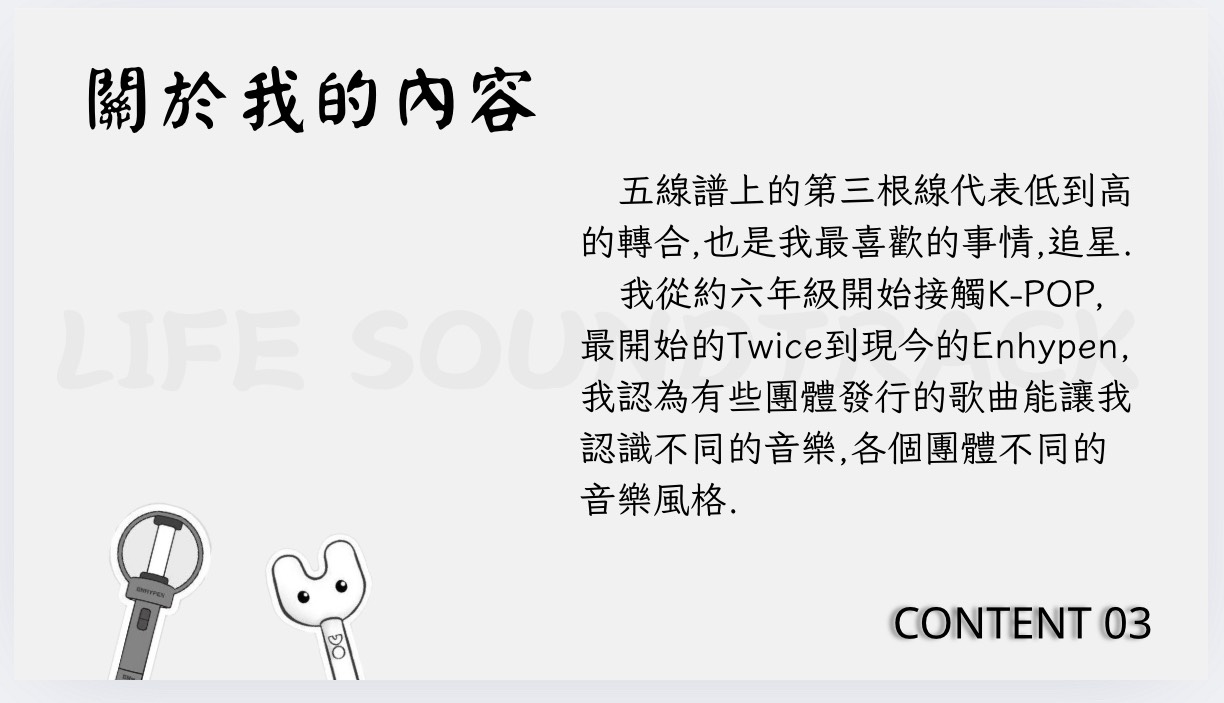 關於我的內容
五線譜上的第三根線代表低到高
的轉合,也是我最喜歡的事情,追星.
我從約六年級開始接觸K-POP,
最開始的Twice到現今的Enhypen,
我認為有些團體發行的歌曲能讓我
認識不同的音樂,各個團體不同的
音樂風格.
LIFE SOUNDTRACK
ENHYPEN
CONTENT 03